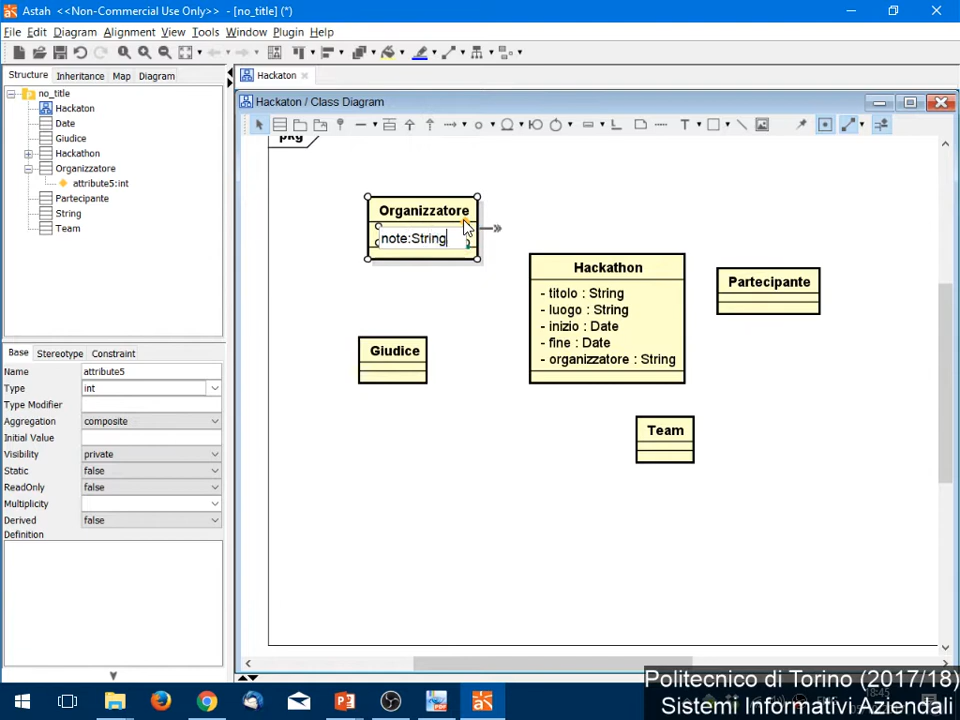 Astah <<Non-Commercial Use Only>> - [no_title] (*)
File Edit Diagram Alignment View Tools Window Plugin Help
Structure Inheritance Map Diagram
no_title
Hackaton
Date
Giudice
Hackathon
Organizzatore
attribute5:int
Partecipante
String
Team
Base Stereotype Constraint
Name attribute5
Type int
Type Modifier
Aggregation composite
Initial Value
Visibility private
Static false
ReadOnly false
Multiplicity
Derived false
Definition
Hackaton
Hackaton / Class Diagram
pkg
Organizzatore
note:String
Hackathon
- titolo : String
- luogo : String
- inizio : Date
- fine : Date
- organizzatore : String
Partecipante
Giudice
Team
Politecnico di Torino (2017/18)
18:45
Sistemi Informativi Aziendali